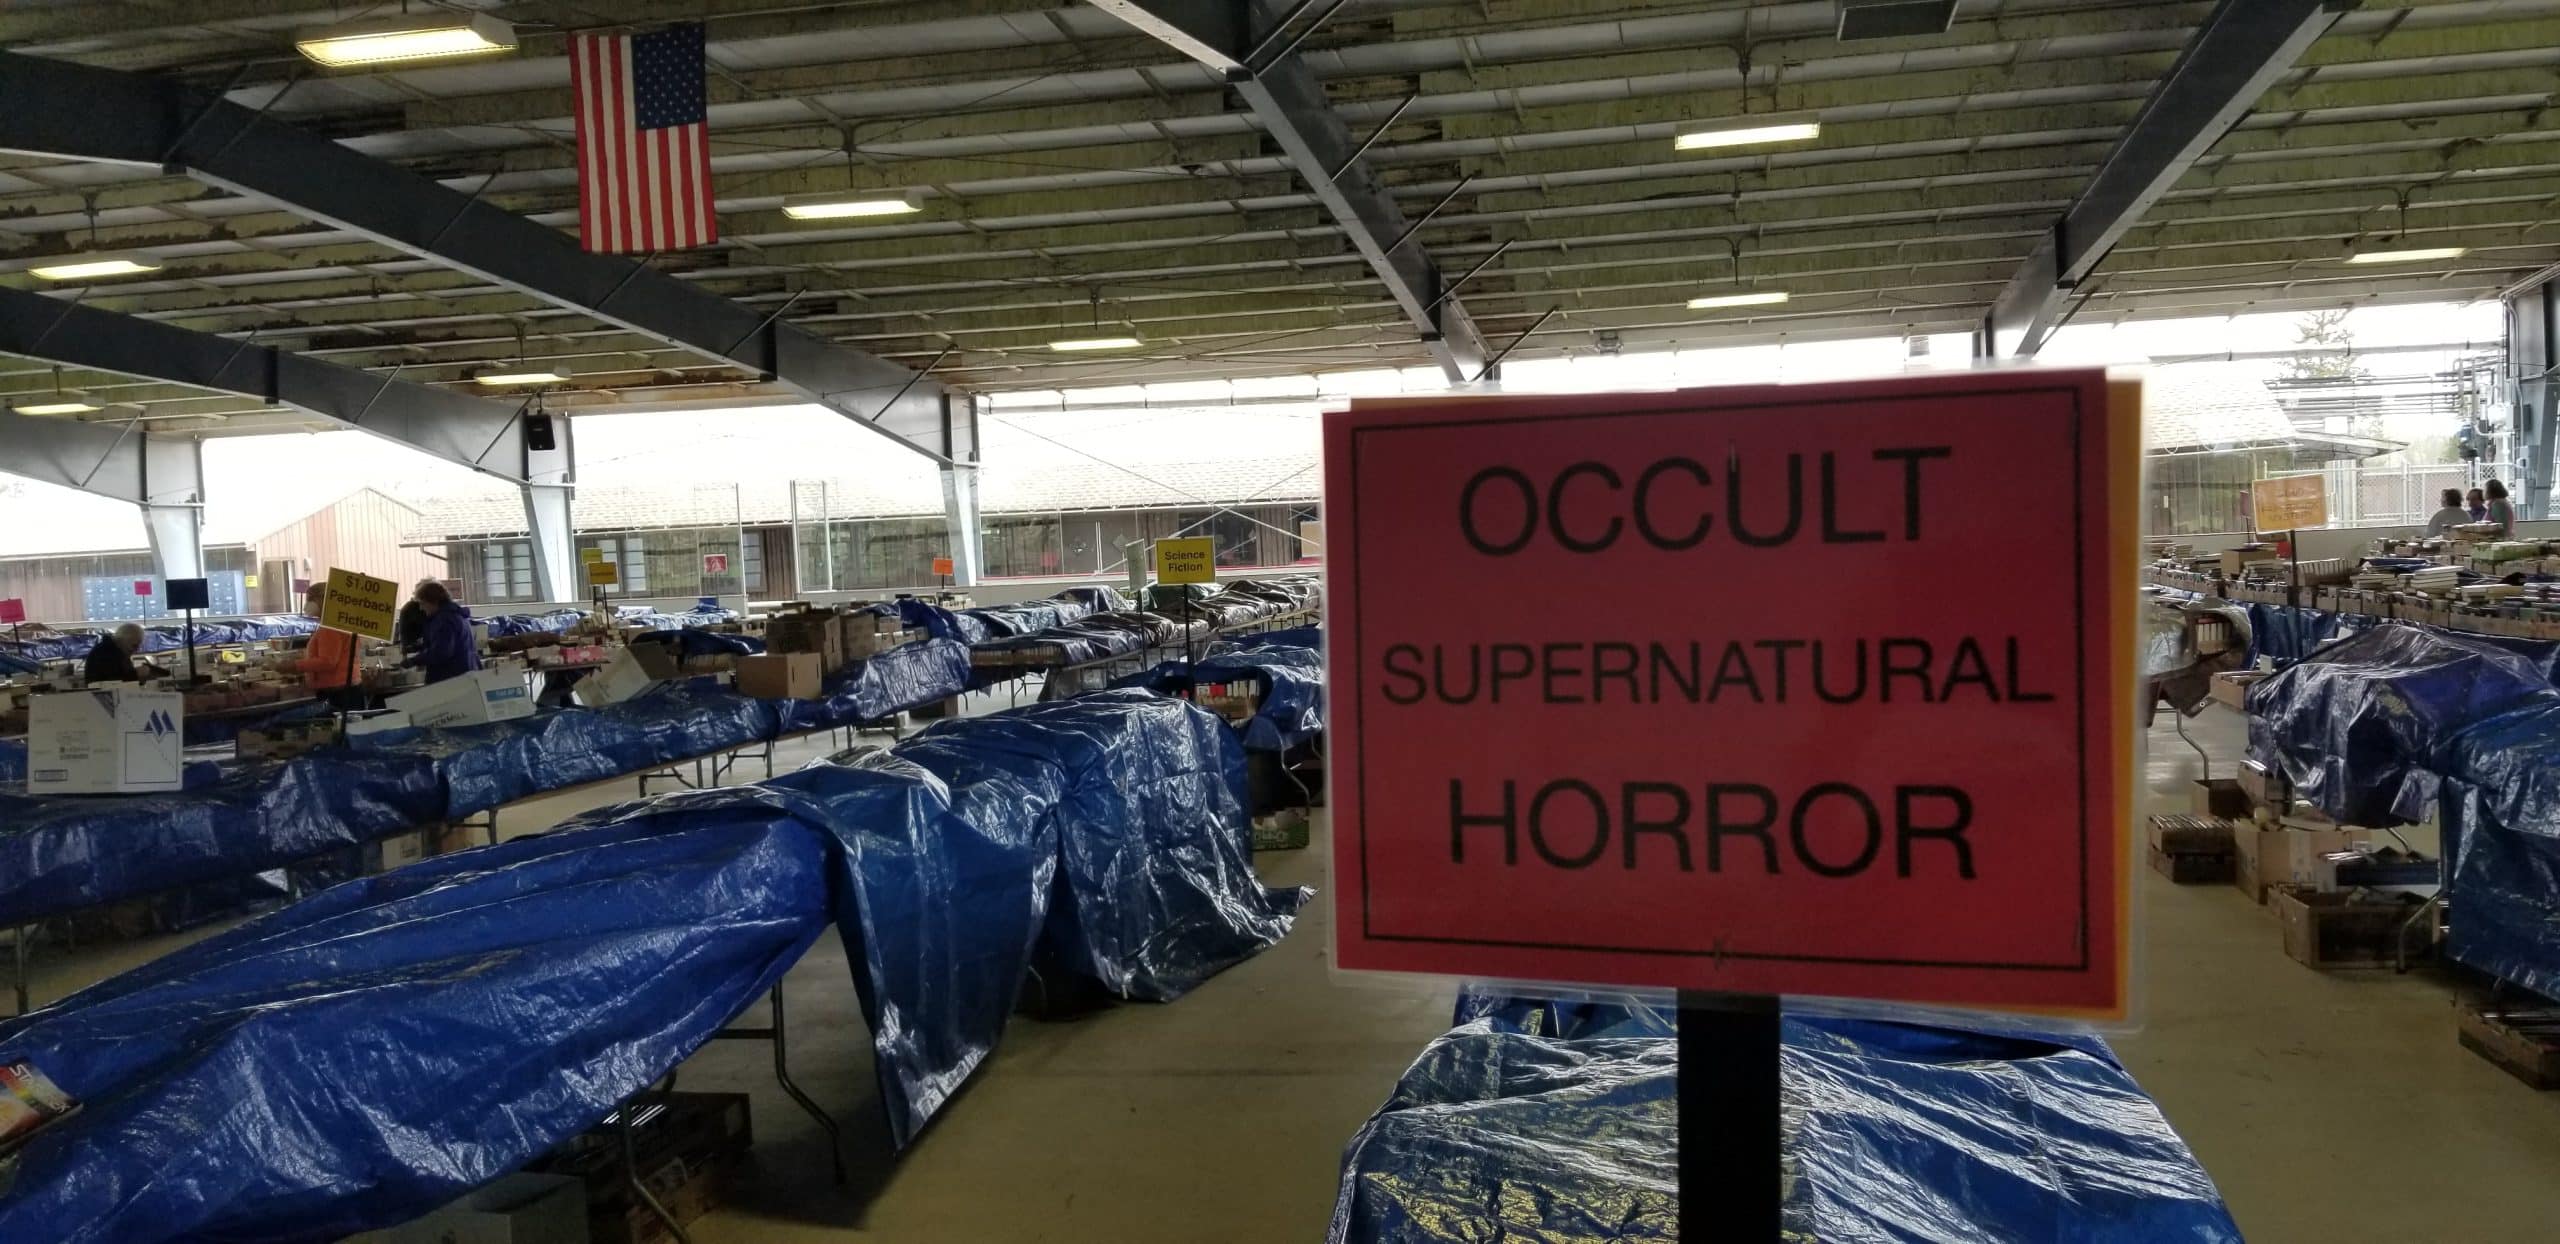 OCCULT
SUPERNATURAL
HORROR
Science
Fiction
$1.00
Paperback
Fiction